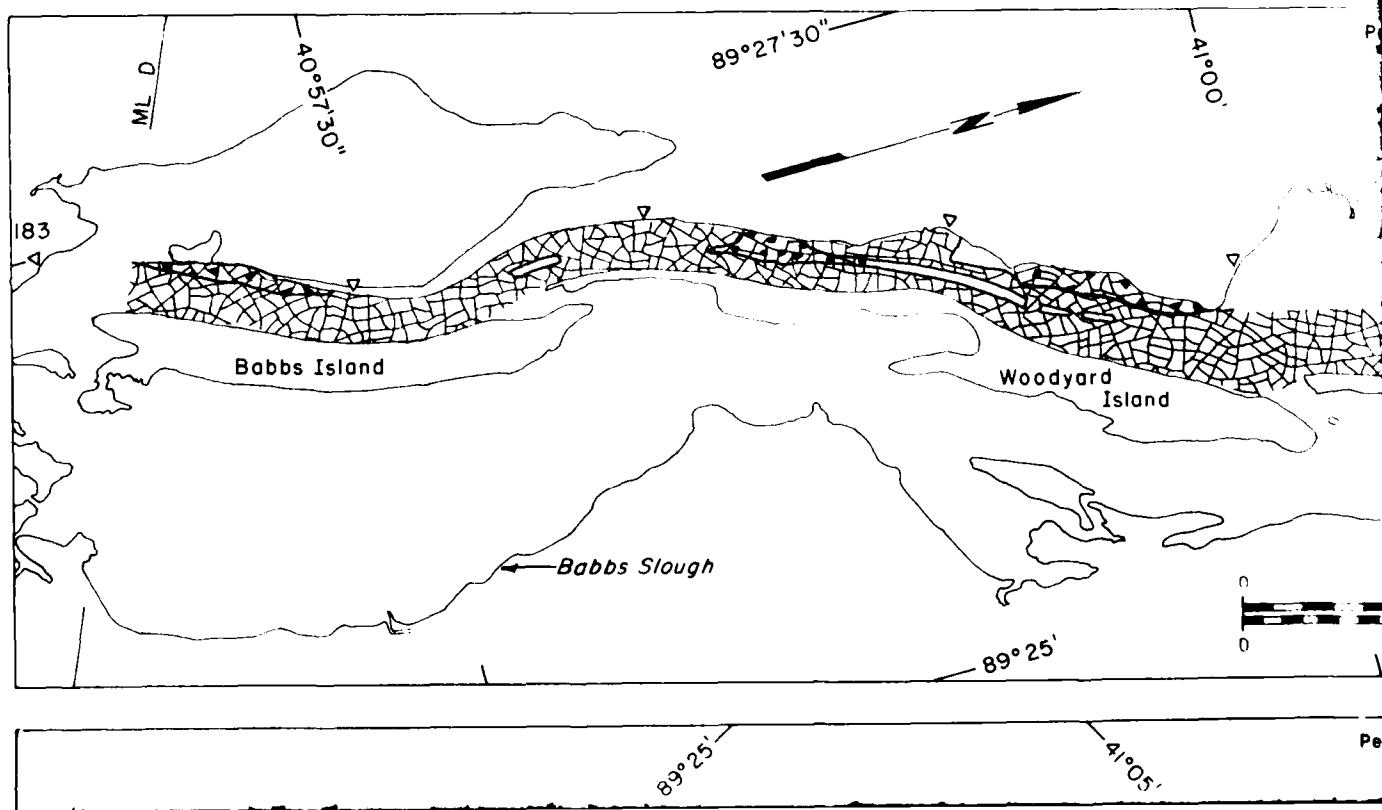 ML D
40°57'30"
89°27'30"
41°00'
P
N
183
Babbs Island
Woodyard
Island
Babbs Slough
0
0
89°25'
89°25'
41°05'
Pe